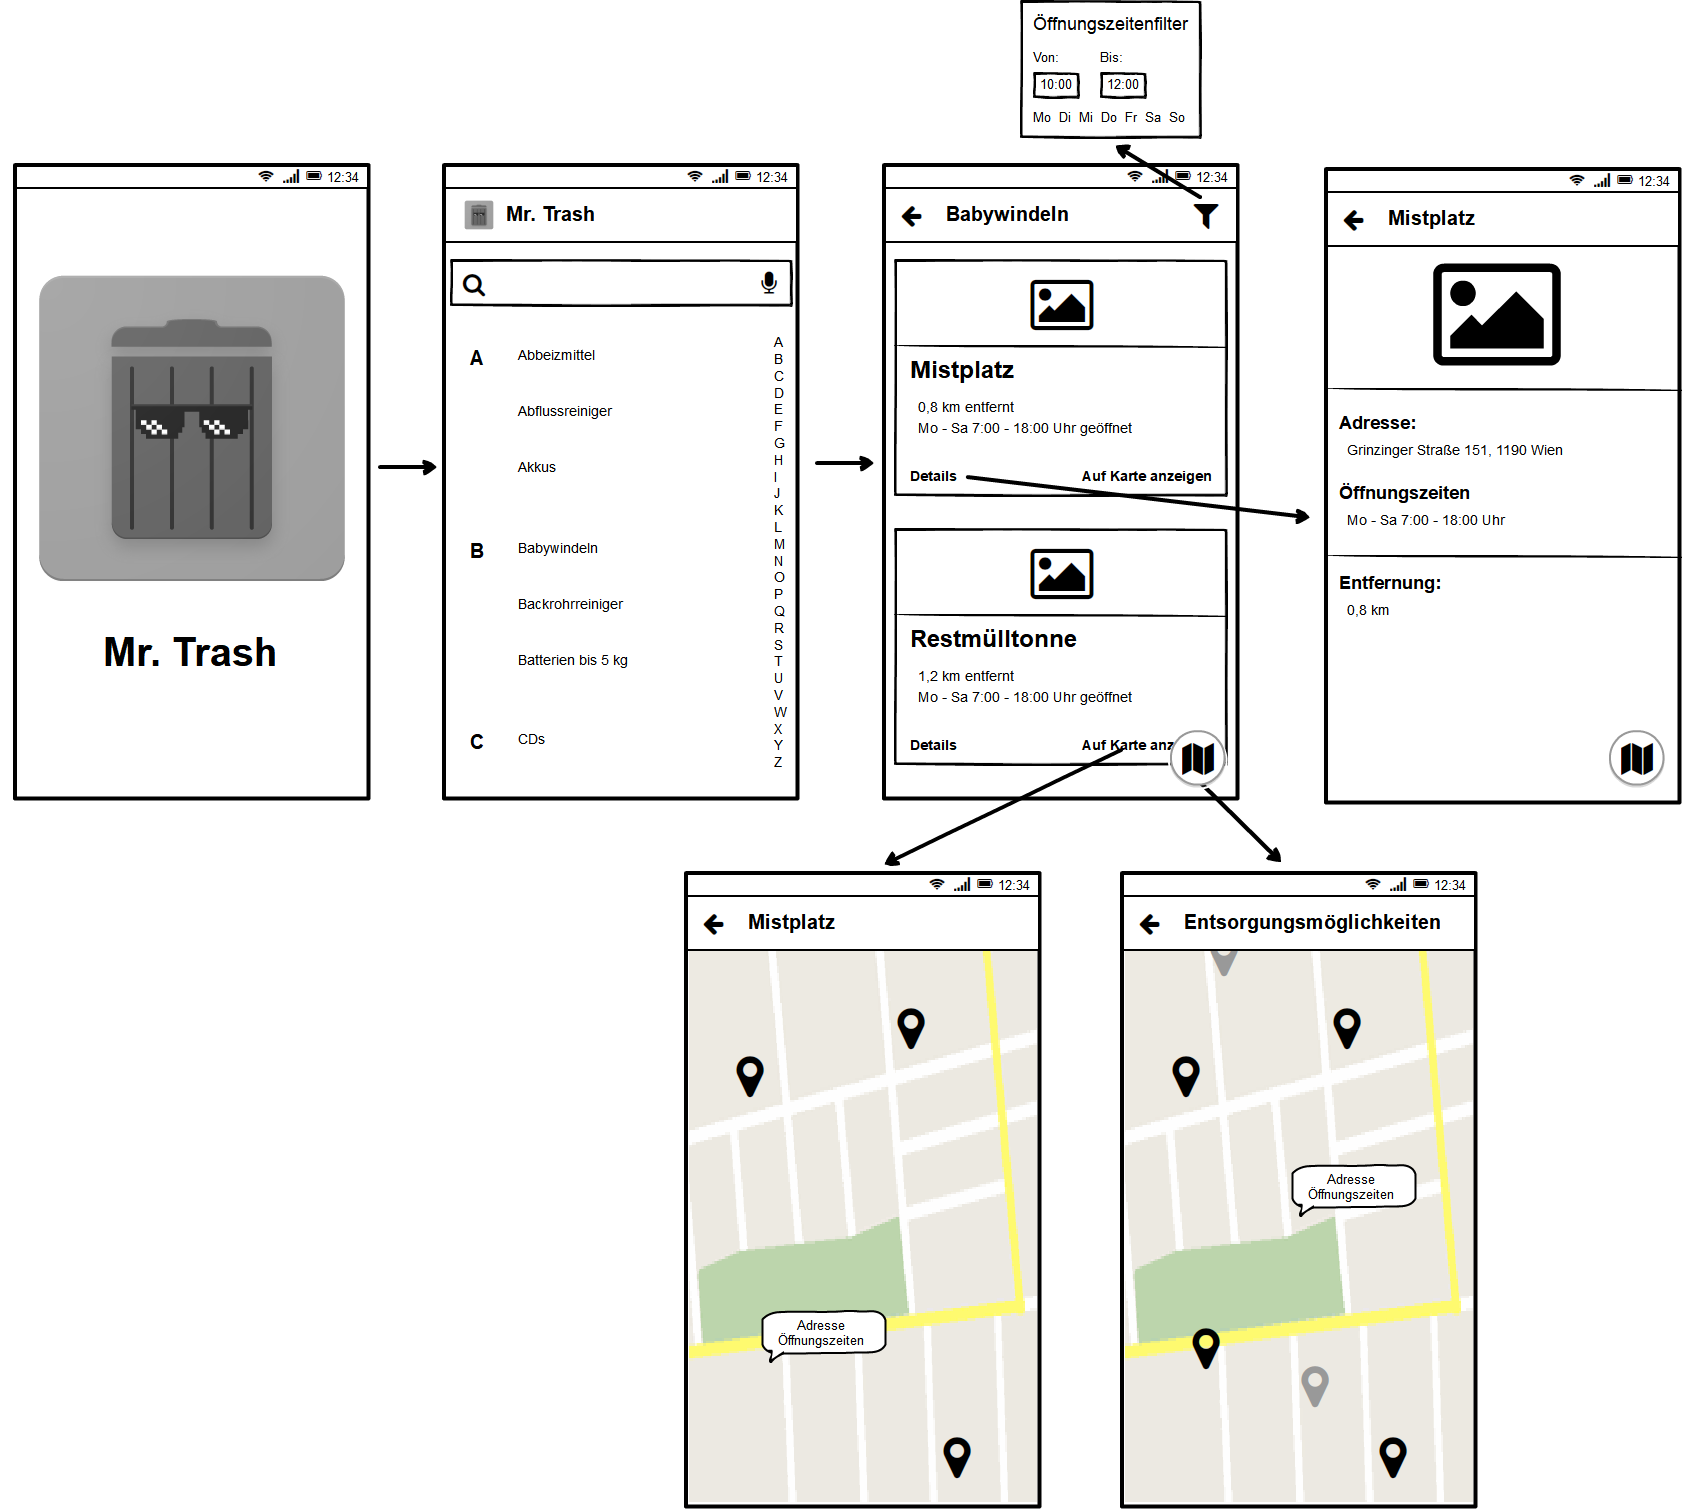 Öffnungszeitenfilter
Von: Bis:
10:00 12:00
Mo Di Mi Do Fr Sa So
12:34
Mr. Trash
12:34
Mr. Trash
A Abbeizmittel
Abflussreiniger
Akkus
B Babywindeln
Backrohrreiniger
Batterien bis 5 kg
C CDs
A
B
C
D
E
F
G
H
I
J
K
L
M
N
O
P
Q
R
S
T
U
V
W
X
Y
Z
12:34
Babywindeln
Mistplatz
0,8 km entfernt
Mo - Sa 7:00 - 18:00 Uhr geöffnet
Details Auf Karte anzeigen
Restmülltonne
1,2 km entfernt
Mo - Sa 7:00 - 18:00 Uhr geöffnet
Details Auf Karte anz
12:34
Mistplatz
Adresse:
Grinzinger Straße 151, 1190 Wien
Öffnungszeiten
Mo - Sa 7:00 - 18:00 Uhr
Entfernung:
0,8 km
12:34
Mistplatz
Adresse
Öffnungszeiten
12:34
Entsorgungsmöglichkeiten
Adresse
Öffnungszeiten